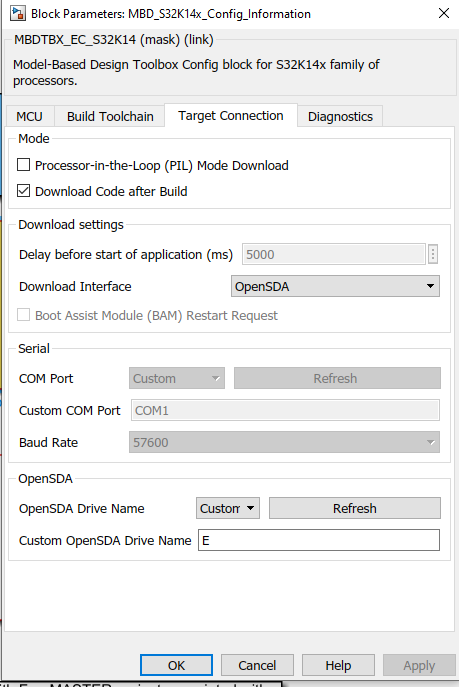 Block Parameters: MBD_S32K14x_Config_Information
MBDTBX_EC_S32K14 (mask) (link)
Model-Based Design Toolbox Config block for S32K14x family of
processors.
MCU Build Toolchain Target Connection Diagnostics
Mode
Processor-in-the-Loop (PIL) Mode Download
Download Code after Build
Download settings
Delay before start of application (ms) 5000
Download Interface OpenSDA
Boot Assist Module (BAM) Restart Request
Serial
COM Port Custom Refresh
Custom COM Port COM1
Baud Rate 57600
OpenSDA
OpenSDA Drive Name Custom Refresh
Custom OpenSDA Drive Name E
OK Cancel Help Apply